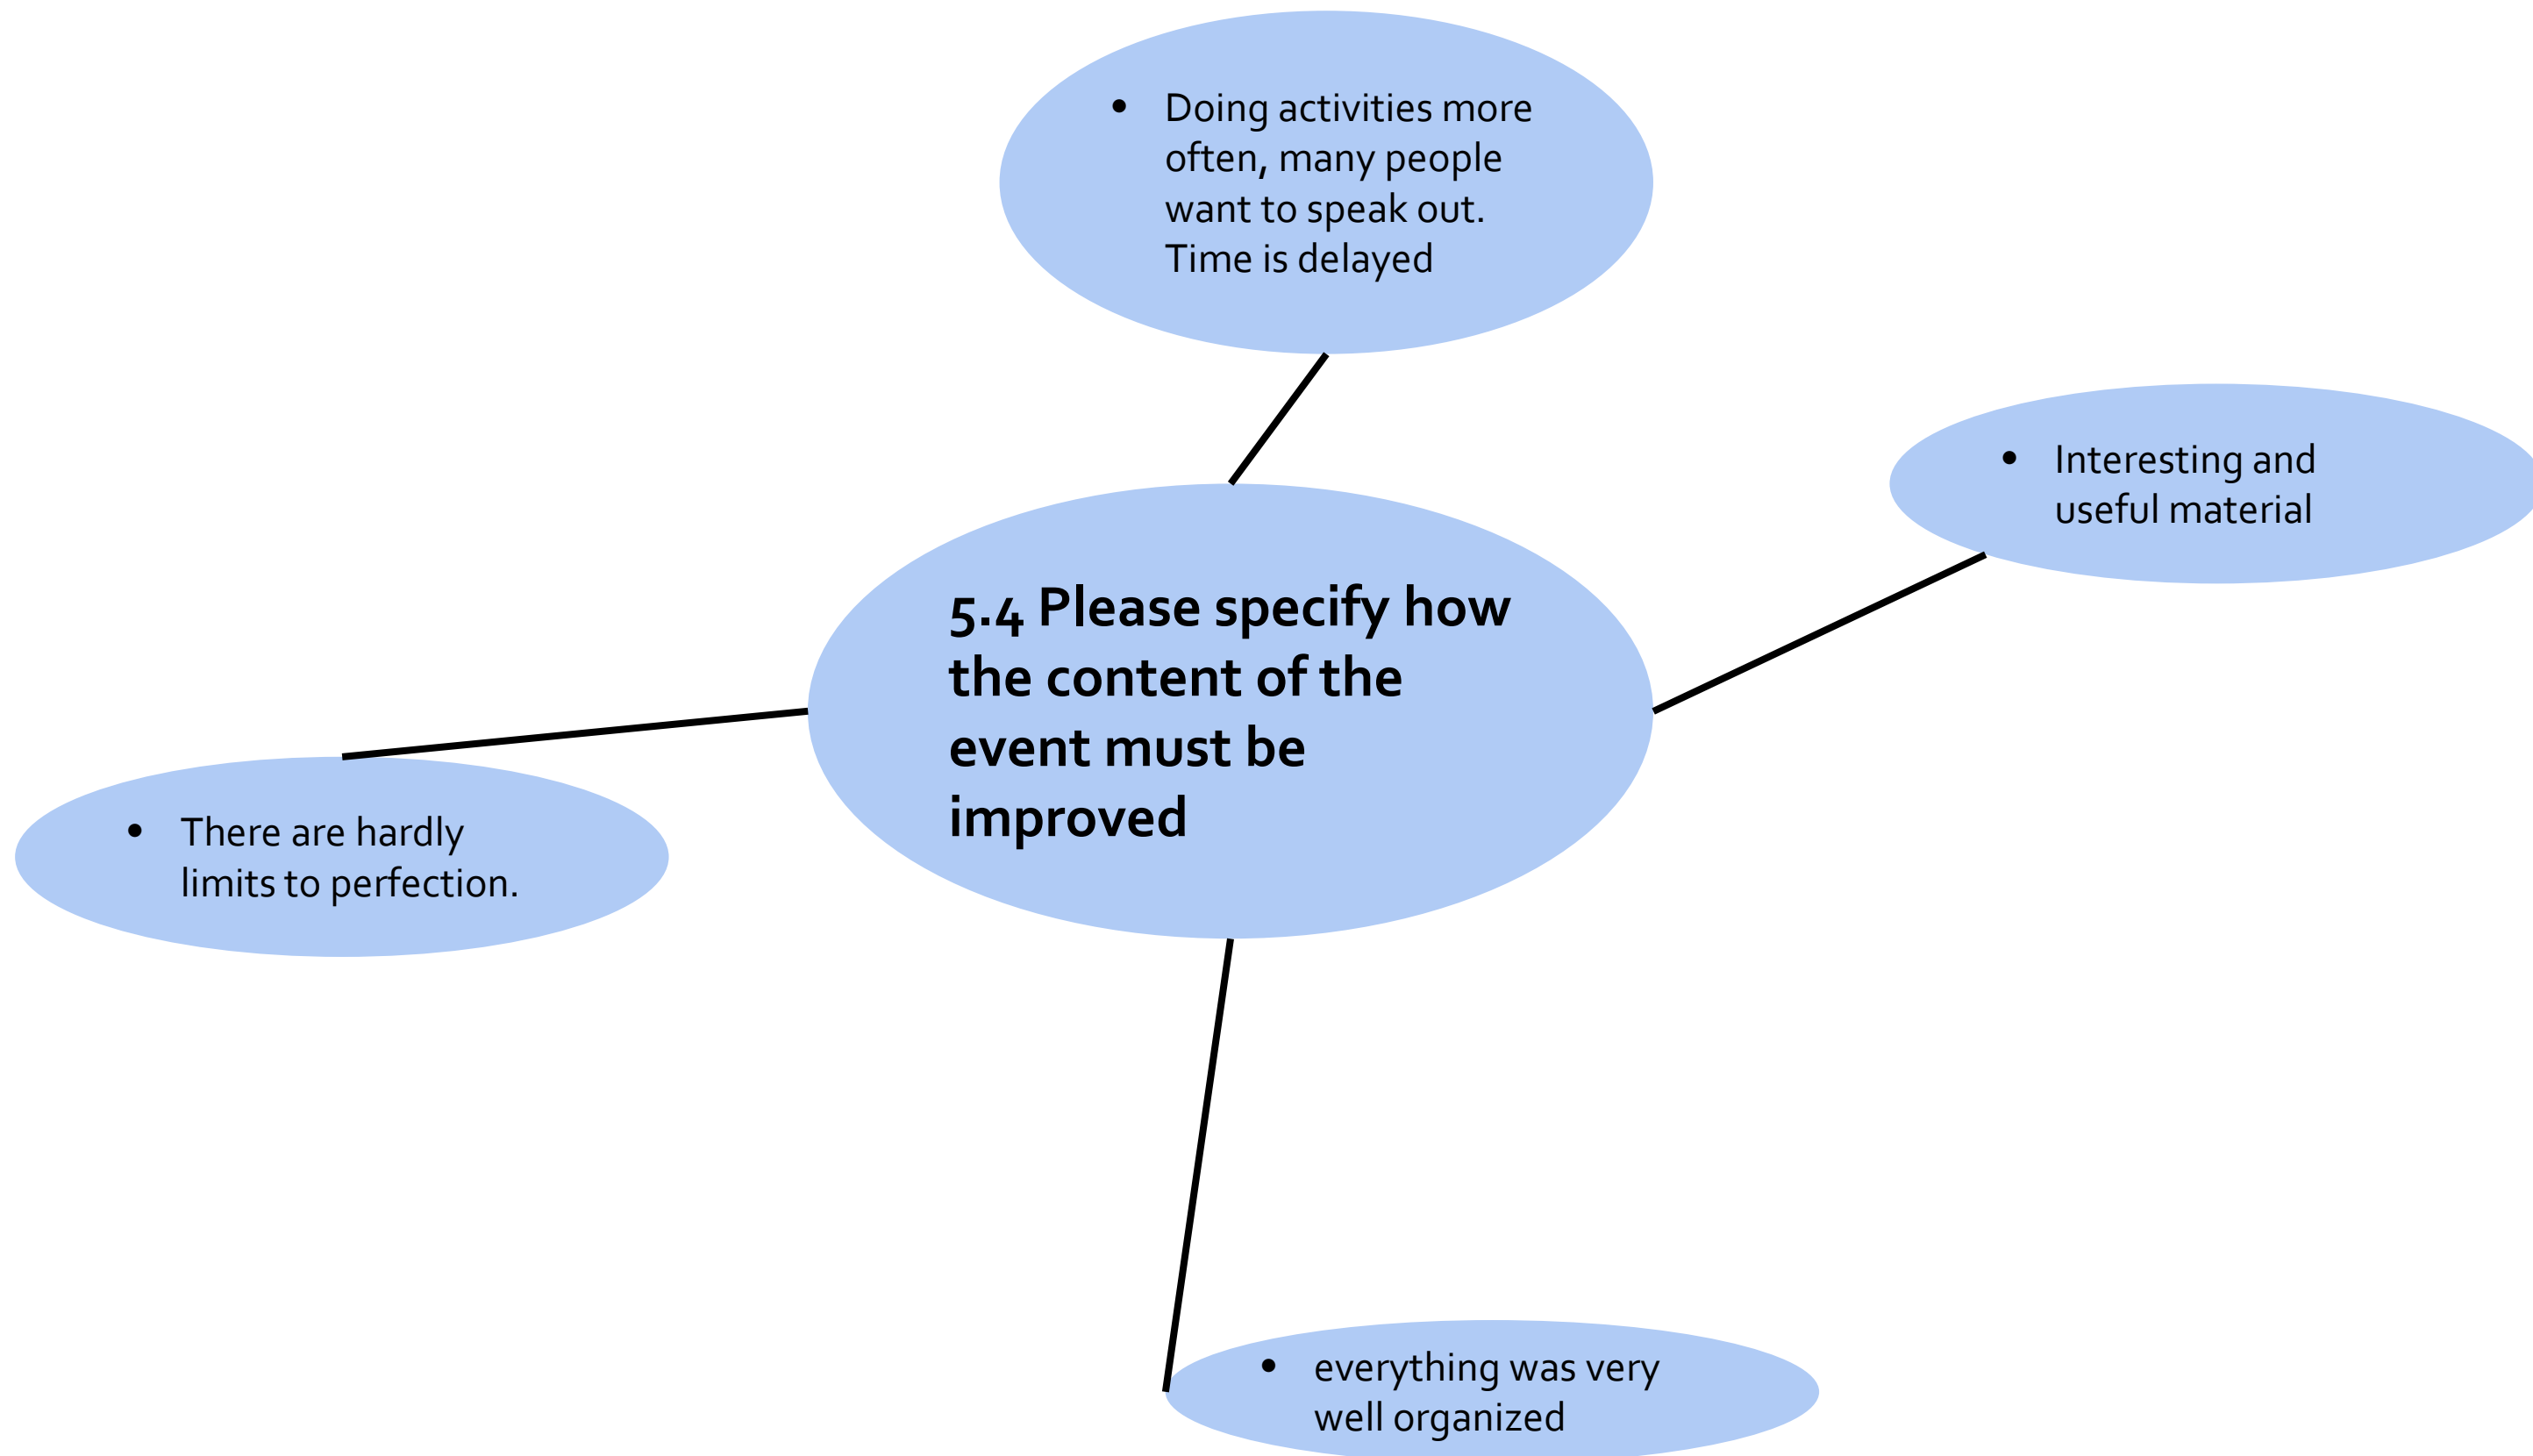 • Doing activities more
often, many people
want to speak out.
Time is delayed
• Interesting and
useful material
5.4 Please specify how
the content of the
event must be
improved
• There are hardly
limits to perfection.
• everything was very
well organized